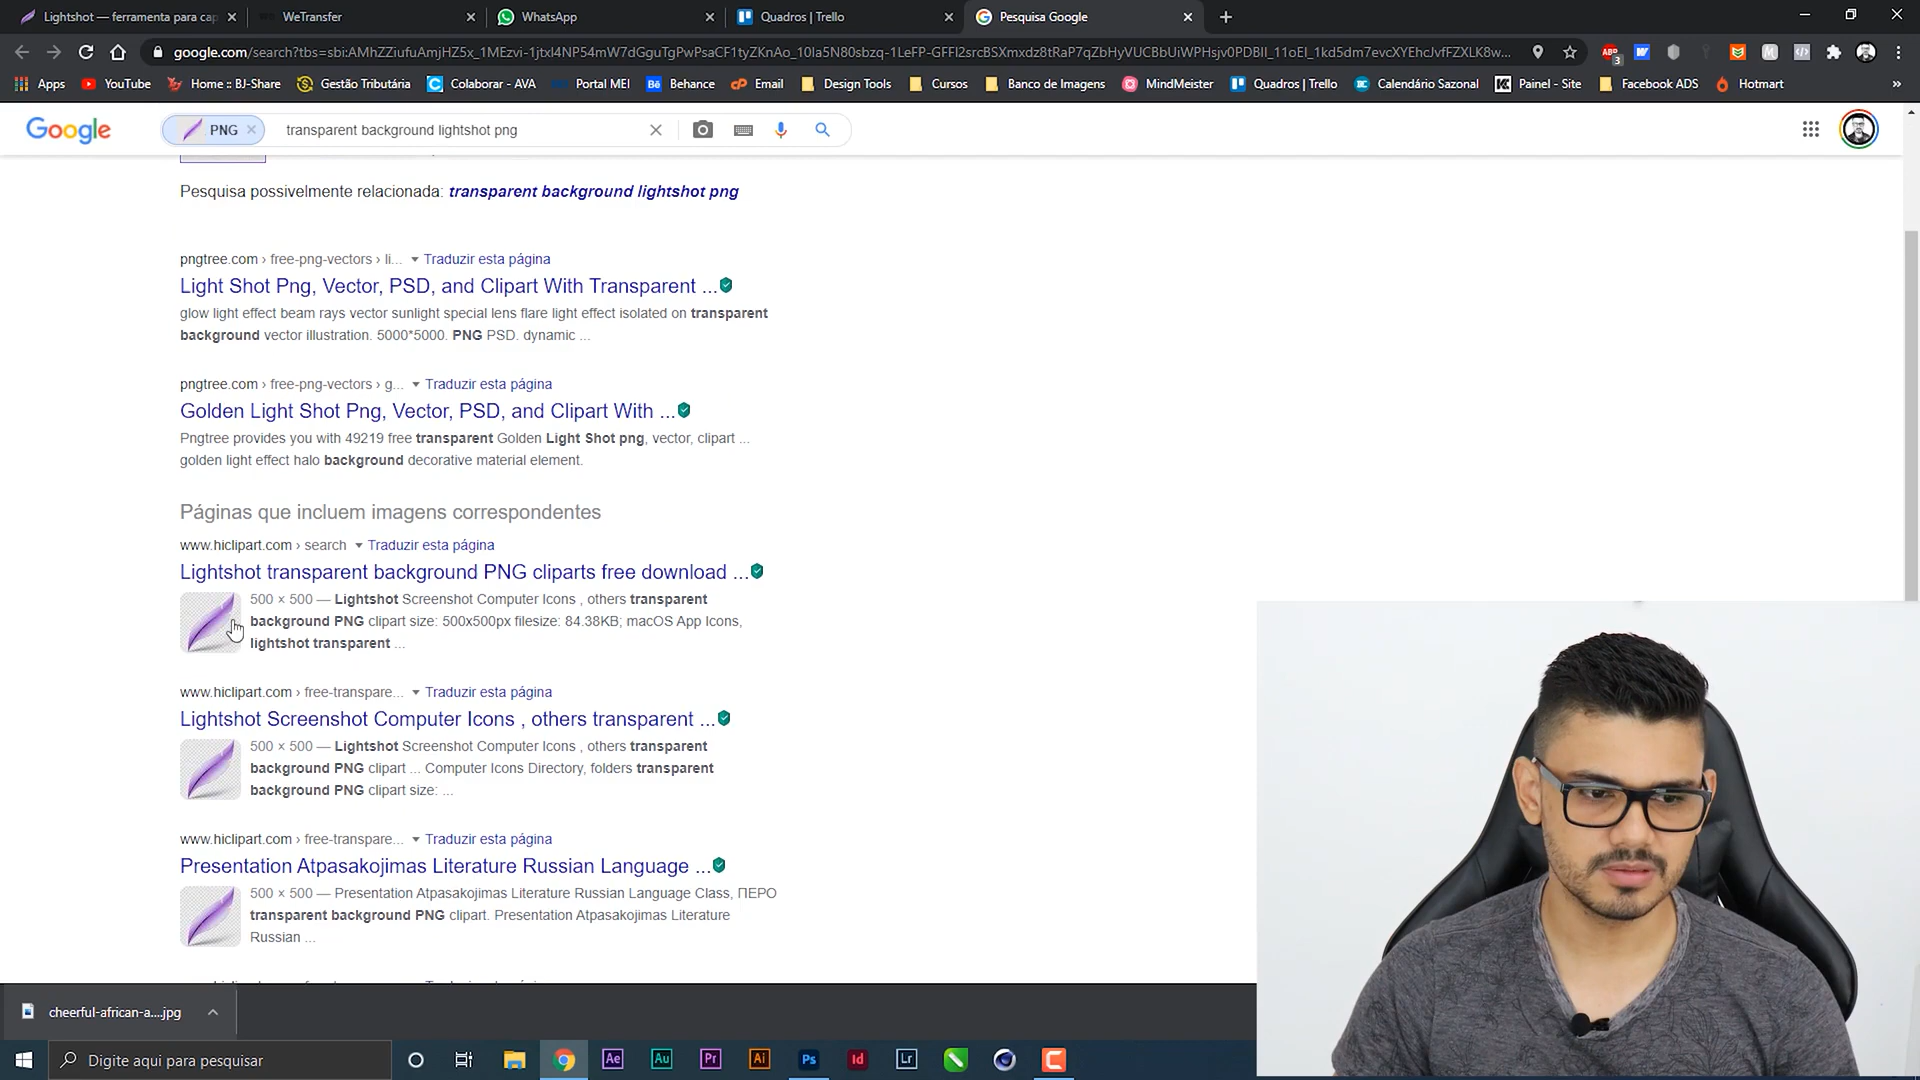 Lightshot — ferramenta para cap
WeTransfer
WhatsApp
Quadros | Trello
Pesquisa Google
Apps
YouTube
Home :: BJ-Share
Gestão Tributária
Colaborar - AVA
Portal MEI
Behance
Email
Design Tools
Cursos
Banco de Imagens
MindMeister
Quadros | Trello
Calendário Sazonal
Painel - Site
Facebook ADS
Hotmart
Google
PNG
transparent background lightshot png
Pesquisa possivelmente relacionada: transparent background lightshot png
pngtree.com › free-png-vectors › li... Traduzir esta página
Light Shot Png, Vector, PSD, and Clipart With Transparent ...
glow light effect beam rays vector sunlight special lens flare light effect isolated on transparent
background vector illustration. 5000*5000. PNG PSD. dynamic ...
pngtree.com › free-png-vectors › g... Traduzir esta página
Golden Light Shot Png, Vector, PSD, and Clipart With ...
Pngtree provides you with 49219 free transparent Golden Light Shot png, vector, clipart ...
golden light effect halo background decorative material element.
Páginas que incluem imagens correspondentes
www.hiclipart.com › search Traduzir esta página
Lightshot transparent background PNG cliparts free download ...
500 × 500 — Lightshot Screenshot Computer Icons , others transparent
background PNG clipart size: 500x500px filesize: 84.38KB; macOS App Icons,
lightshot transparent ...
www.hiclipart.com › free-transpare... Traduzir esta página
Lightshot Screenshot Computer Icons , others transparent ...
500 × 500 — Lightshot Screenshot Computer Icons , others transparent
background PNG clipart ... Computer Icons Directory, folders transparent
background PNG clipart size: ...
www.hiclipart.com › free-transpare... Traduzir esta página
Presentation Atpasakojimas Literature Russian Language ...
500 × 500 — Presentation Atpasakojimas Literature Russian Language Class, ПЕРО
transparent background PNG clipart. Presentation Atpasakojimas Literature
Russian ...
cheerful-african-a....jpg
Digite aqui para pesquisar
Ae
Au
Pr
Ai
Ps
Id
Lr